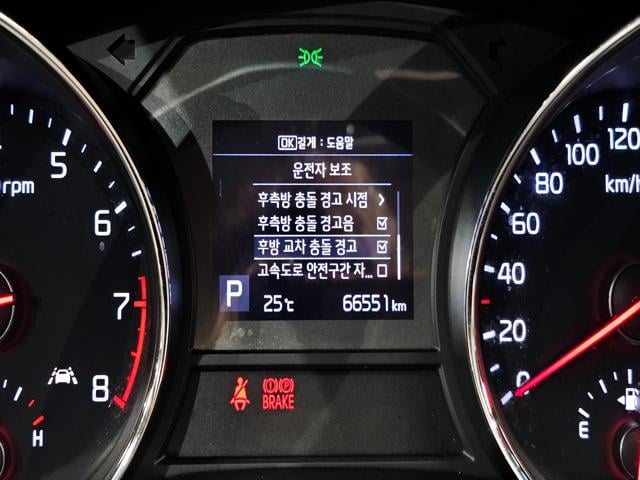 OK 길게 : 도움말
운전자 보조
후측방 충돌 경고 시점
후측방 충돌 경고음
후방 교차 충돌 경고
고속도로 안전구간 자...
P 25℃ 66551 km
5
rpm
6
7
8
H
120
100
km/h
80
60
40
20
0
E
BRAKE